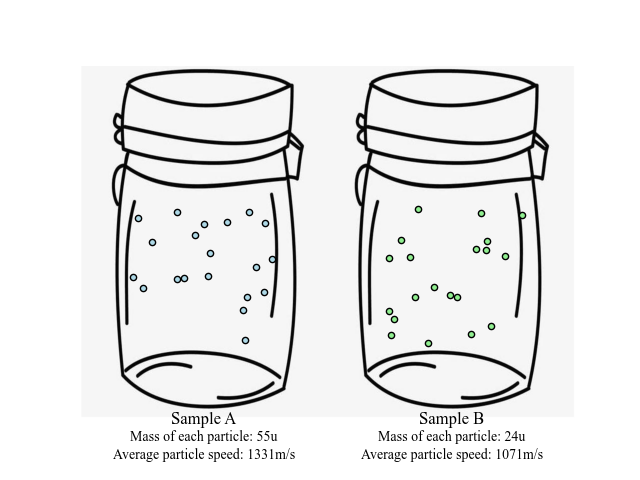 Sample A
Mass of each particle: 55u
Average particle speed: 1331m/s
Sample B
Mass of each particle: 24u
Average particle speed: 1071m/s